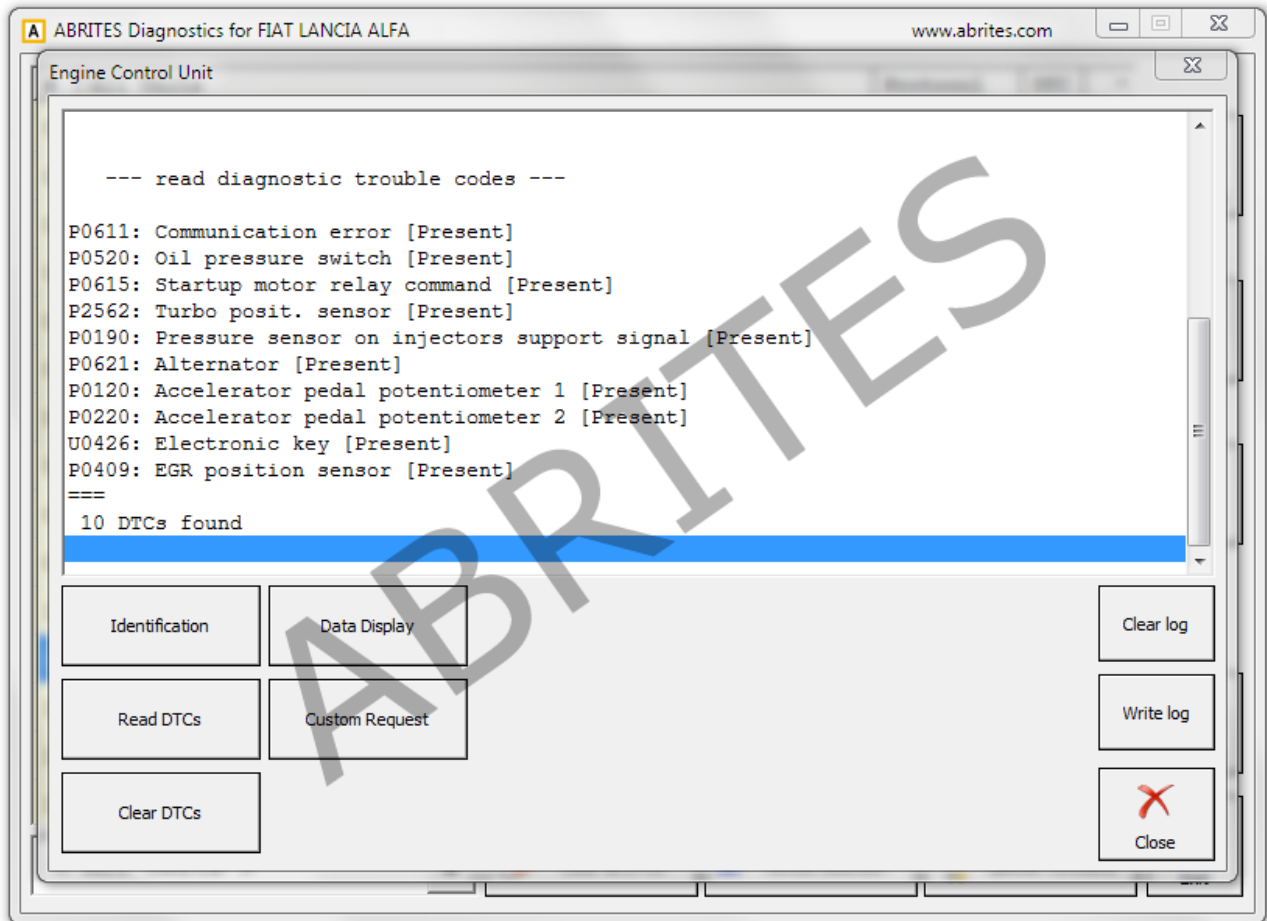 A ABRITES Diagnostics for FIAT LANCIA ALFA www.abrites.com
Engine Control Unit
--- read diagnostic trouble codes ---
P0611: Communication error [Present]
P0520: Oil pressure switch [Present]
P0615: Startup motor relay command [Present]
P2562: Turbo posit. sensor [Present]
P0190: Pressure sensor on injectors support signal [Present]
P0621: Alternator [Present]
P0120: Accelerator pedal potentiometer 1 [Present]
P0220: Accelerator pedal potentiometer 2 [Present]
U0426: Electronic key [Present]
P0409: EGR position sensor [Present]
===
10 DTCs found
ABRITES
Identification Data Display Clear log
Read DTCs Custom Request Write log
Clear DTCs Close